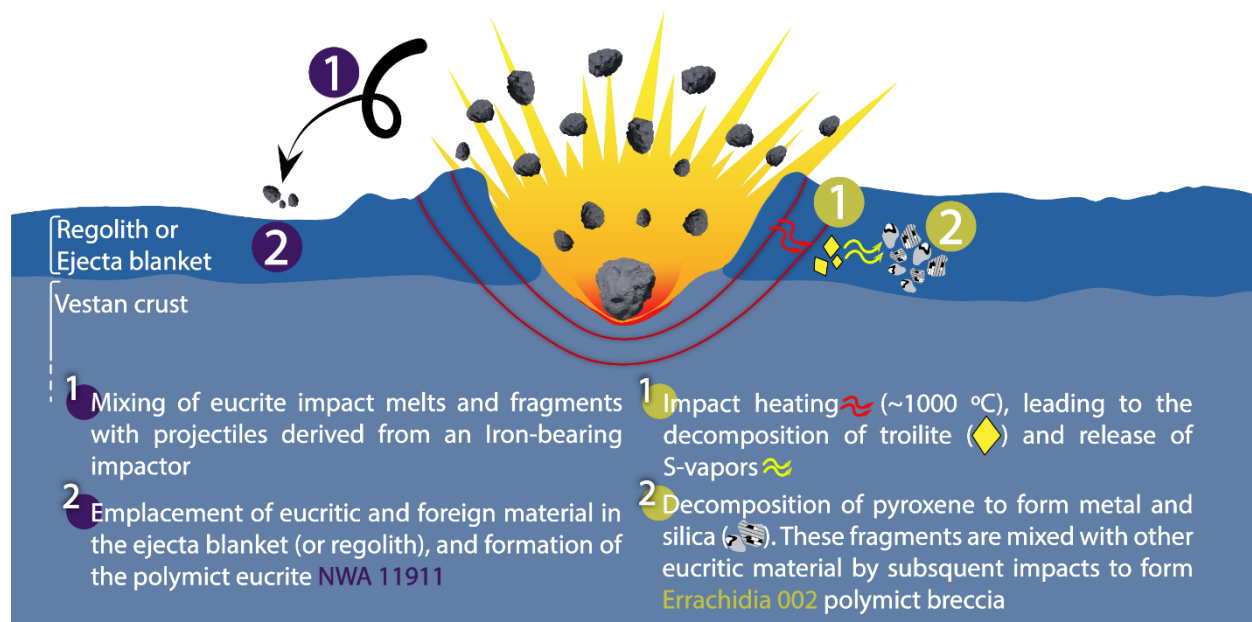 1
2
1
2
Regolith or
Ejecta blanket
Vestan crust
1 Mixing of eucrite impact melts and fragments
with projectiles derived from an Iron-bearing
impactor
2 Emplacement of eucritic and foreign material in
the ejecta blanket (or regolith), and formation of
the polymict eucrite NWA 11911
1 Impact heating (~1000 ºC), leading to the
decomposition of troilite ( ) and release of
S-vapors
2 Decomposition of pyroxene to form metal and
silica ( ). These fragments are mixed with other
eucritic material by subsquent impacts to form
Errachidia 002 polymict breccia